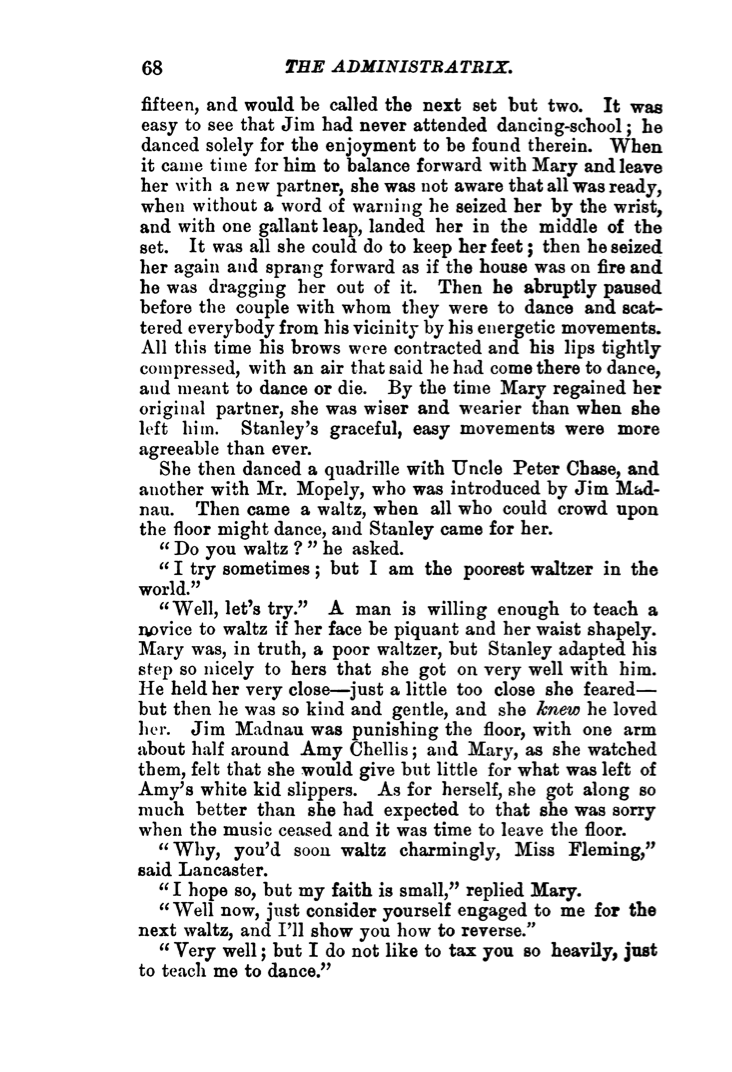 68 THE ADMINISTRATRIX.
fifteen, and would be called the next set but two. It was
easy to see that Jim had never attended dancing-school; he
danced solely for the enjoyment to be found therein. When
it came time for him to balance forward with Mary and leave
her with a new partner, she was not aware that all was ready,
when without a word of warning he seized her by the wrist,
and with one gallant leap, landed her in the middle of the
set. It was all she could do to keep her feet; then he seized
her again and sprang forward as if the house was on fire and
he was dragging her out of it. Then he abruptly paused
before the couple with whom they were to dance and scat-
tered everybody from his vicinity by his energetic movements.
All this time his brows were contracted and his lips tightly
compressed, with an air that said he had come there to dance,
and meant to dance or die. By the time Mary regained her
original partner, she was wiser and wearier than when she
left him. Stanley's graceful, easy movements were more
agreeable than ever.
She then danced a quadrille with Uncle Peter Chase, and
another with Mr. Mopely, who was introduced by Jim Mad-
nau. Then came a waltz, when all who could crowd upon
the floor might dance, and Stanley came for her.
"Do you waltz?" he asked.
"I try sometimes; but I am the poorest waltzer in the
world."
"Well, let's try." A man is willing enough to teach a
novice to waltz if her face be piquant and her waist shapely.
Mary was, in truth, a poor waltzer, but Stanley adapted his
step so nicely to hers that she got on very well with him.
He held her very close—just a little too close she feared—
but then he was so kind and gentle, and she knew he loved
her. Jim Madnau was punishing the floor, with one arm
about half around Amy Chellis; and Mary, as she watched
them, felt that she would give but little for what was left of
Amy's white kid slippers. As for herself, she got along so
much better than she had expected to that she was sorry
when the music ceased and it was time to leave the floor.
"Why, you'd soon waltz charmingly, Miss Fleming,"
said Lancaster.
"I hope so, but my faith is small," replied Mary.
"Well now, just consider yourself engaged to me for the
next waltz, and I'll show you how to reverse."
"Very well; but I do not like to tax you so heavily, just
to teach me to dance."